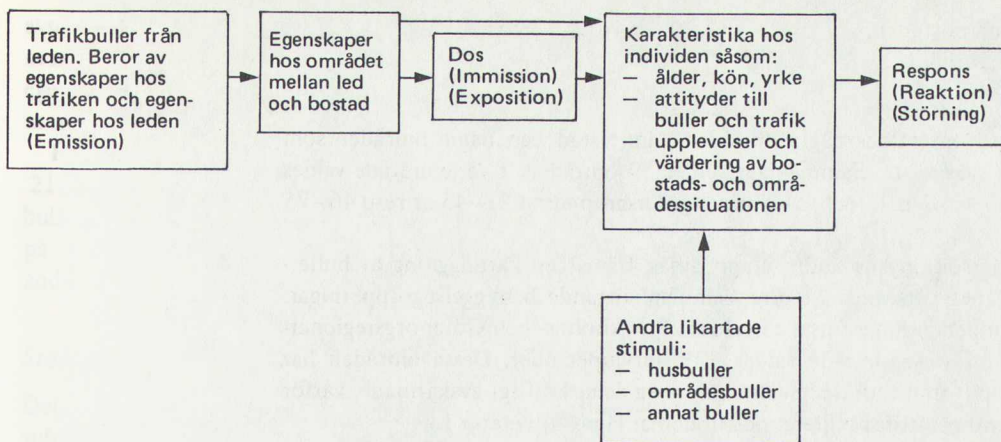 Trafikbuller från
leden. Beror av
egenskaper hos
trafiken och egen-
skaper hos leden
(Emission)
Egenskaper
hos området
mellan led
och bostad
Dos
(Immission)
(Exposition)
Karakteristika hos
individen såsom:
— ålder, kön, yrke
— attityder till
buller och trafik
— upplevelser och
värdering av bo-
stads- och områ-
dessituationen
Respons
(Reaktion)
(Störning)
Andra likartade
stimuli:
— husbuller
— områdesbuller
— annat buller